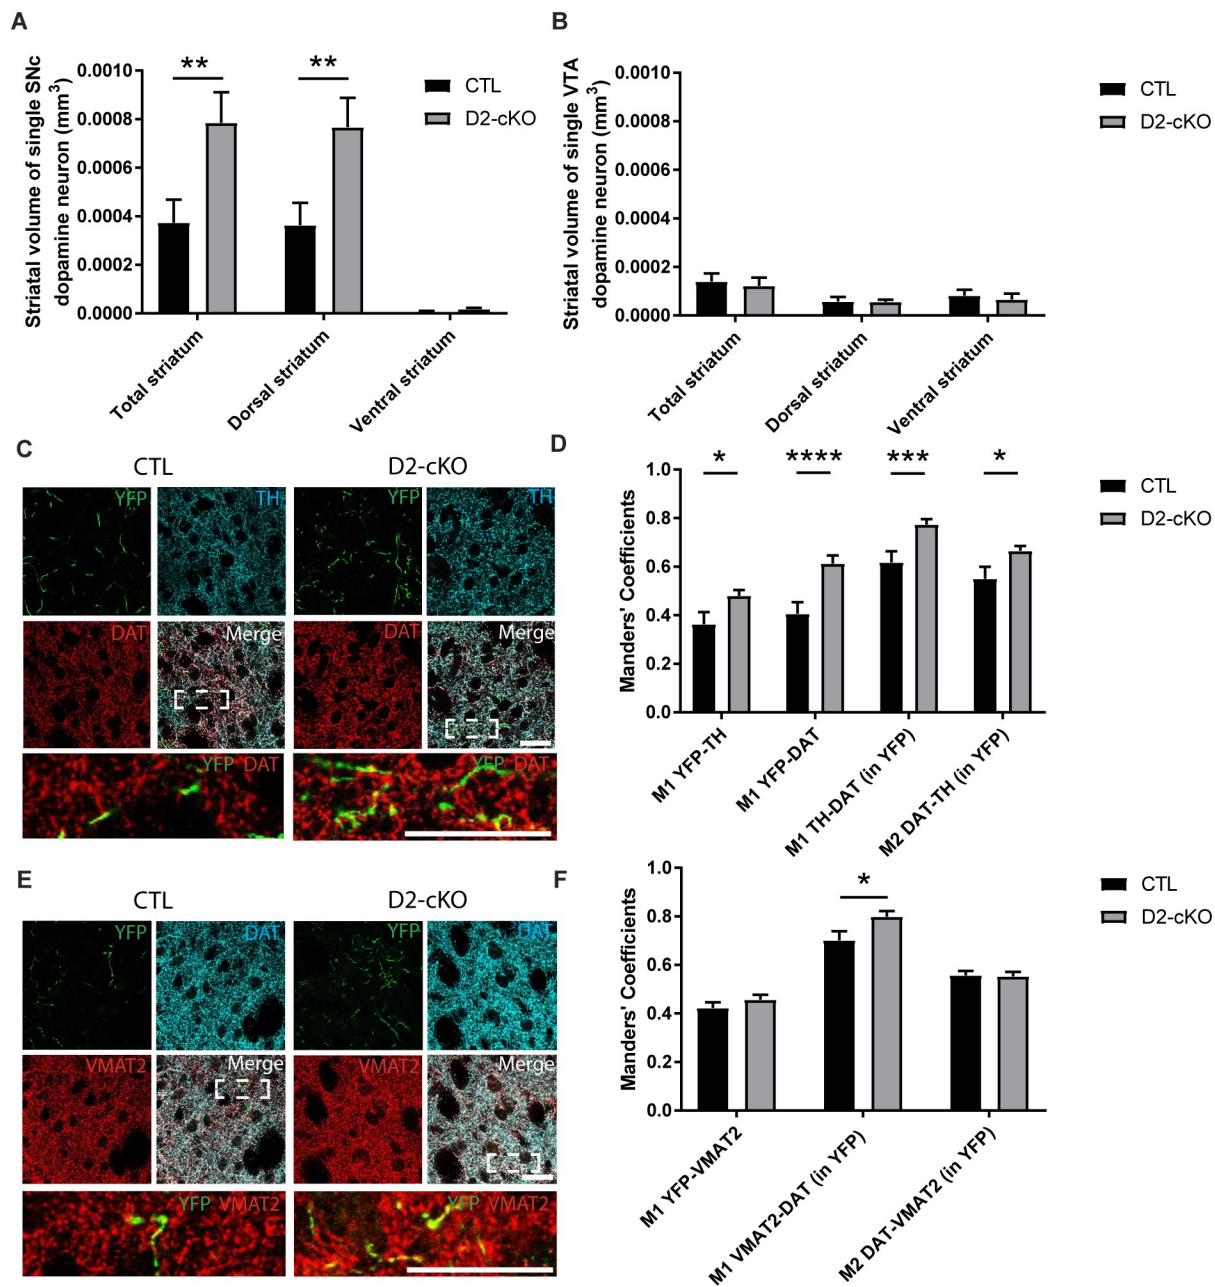 A
Striatal volume of single SNc
dopamine neuron (mm³)
0.0010
0.0008
0.0006
0.0004
0.0002
0.0000
**
**
CTL
D2-cKO
Total striatum
Dorsal striatum
Ventral striatum
B
Striatal volume of single VTA
dopamine neuron (mm³)
0.0010
0.0008
0.0006
0.0004
0.0002
0.0000
CTL
D2-cKO
Total striatum
Dorsal striatum
Ventral striatum
C
CTL
D2-cKO
YFP
TH
YFP
TH
DAT
Merge
DAT
Merge
YFP DAT
YFP DAT
D
Manders' Coefficients
1.0
0.8
0.6
0.4
0.2
0.0
*
****
***
*
CTL
D2-cKO
M1 YFP-TH
M1 YFP-DAT
M1 TH-DAT (in YFP)
M2 DAT-TH (in YFP)
E
CTL
D2-cKO
YFP
DAT
YFP
DAT
VMAT2
Merge
VMAT2
Merge
YFP VMAT2
YFP VMAT2
F
Manders' Coefficients
1.0
0.8
0.6
0.4
0.2
0.0
*
CTL
D2-cKO
M1 YFP-VMAT2
M1 VMAT2-DAT (in YFP)
M2 DAT-VMAT2 (in YFP)